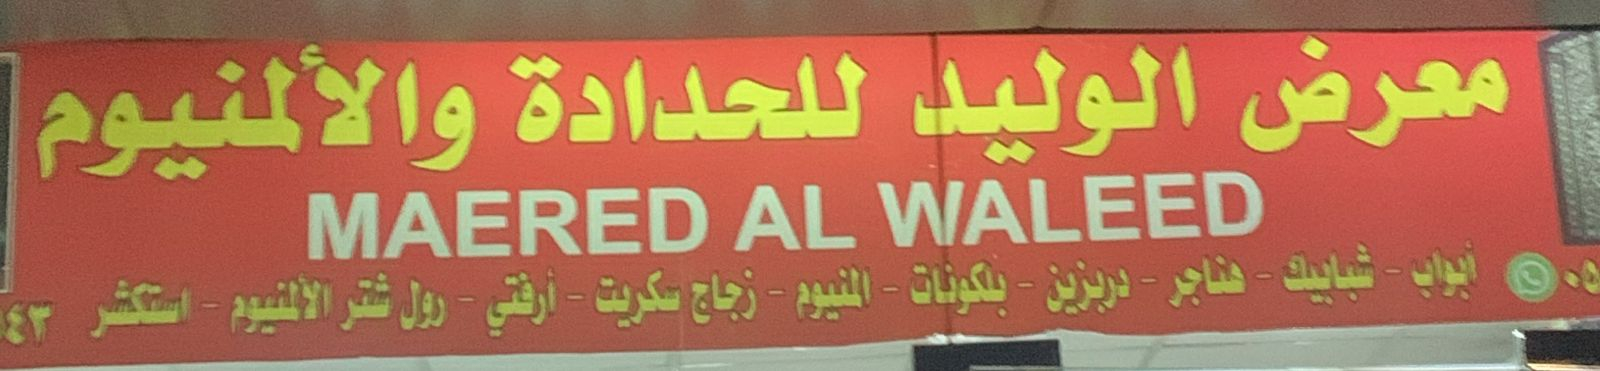 معرض الوليد للحدادة والألمنيوم
MAERED AL WALEED
أبواب - شبابيك - هناجر - دربزين - بلكونات - المنيوم - زجاج سكريت - أرفتي - رول شتر الألمنيوم - استكشر